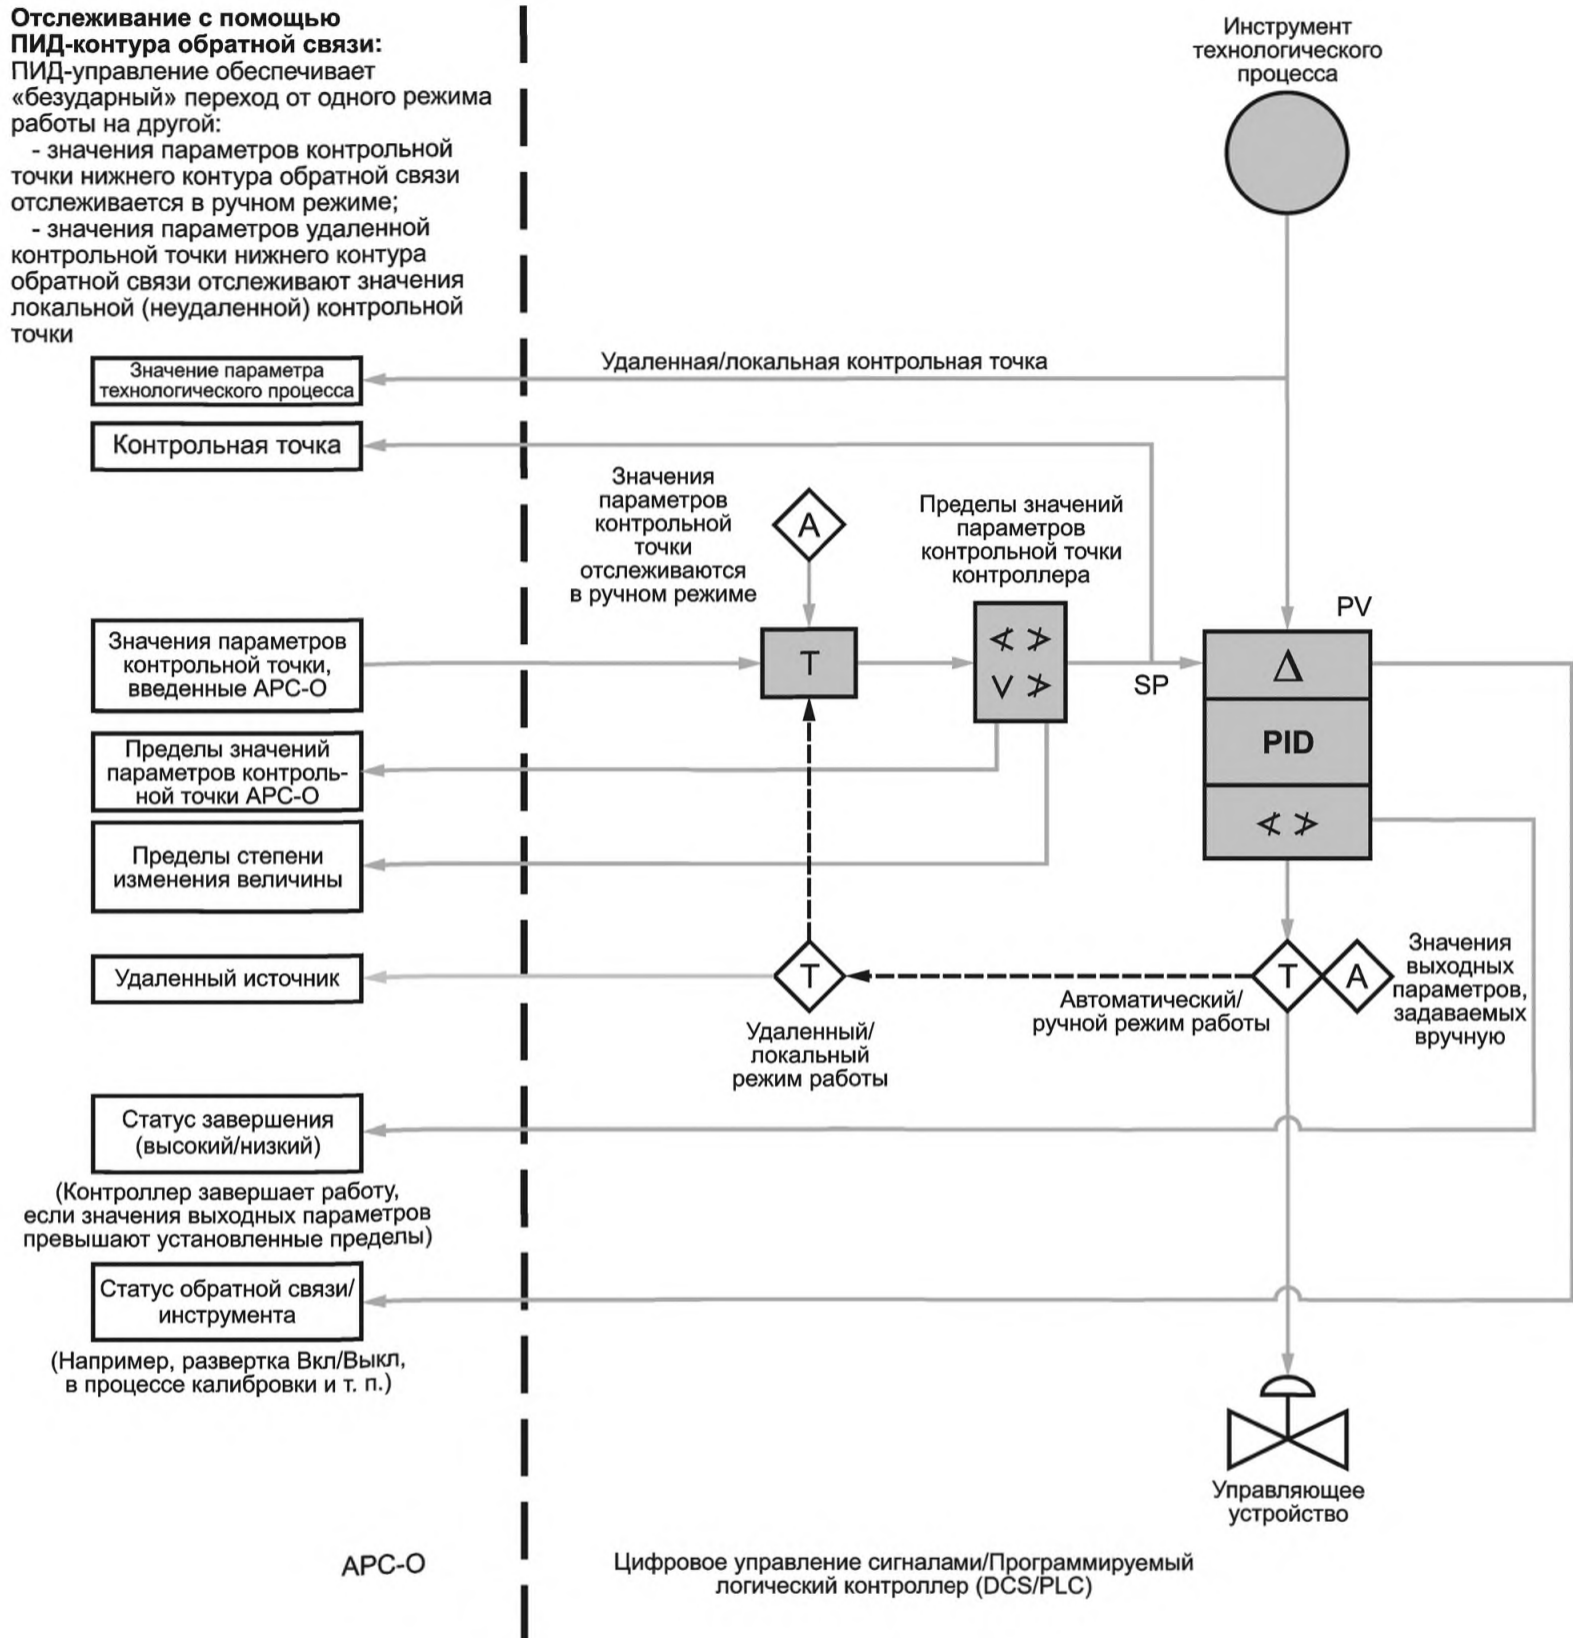 Отслеживание с помощью
ПИД-контура обратной связи:
ПИД-управление обеспечивает
«безударный» переход от одного режима
работы на другой:
- значения параметров контрольной
точки нижнего контура обратной связи
отслеживается в ручном режиме;
- значения параметров удаленной
контрольной точки нижнего контура
обратной связи отслеживают значения
локальной (неудаленной) контрольной
точки
Инструмент
технологического
процесса
Значение параметра
технологического процесса
Удаленная/локальная контрольная точка
Контрольная точка
Значения
параметров
контрольной
точки
отслеживаются
в ручном режиме
A
Пределы значений
параметров
контрольной точки
контроллера
PV
Значения параметров
контрольной точки,
введенные АРС-О
T
SP
Δ
PID
Пределы значений
параметров контроль-
ной точки АРС-О
Пределы степени
изменения величины
Удаленный источник
T
Удаленный/
локальный
режим работы
Автоматический/
ручной режим работы
T
A
Значения
выходных
параметров,
задаваемых
вручную
Статус завершения
(высокий/низкий)
(Контроллер завершает работу,
если значения выходных параметров
превышают установленные пределы)
Статус обратной связи/
инструмента
(Например, развертка Вкл/Выкл,
в процессе калибровки и т. п.)
Управляющее
устройство
АРС-О
Цифровое управление сигналами/Программируемый
логический контроллер (DCS/PLC)